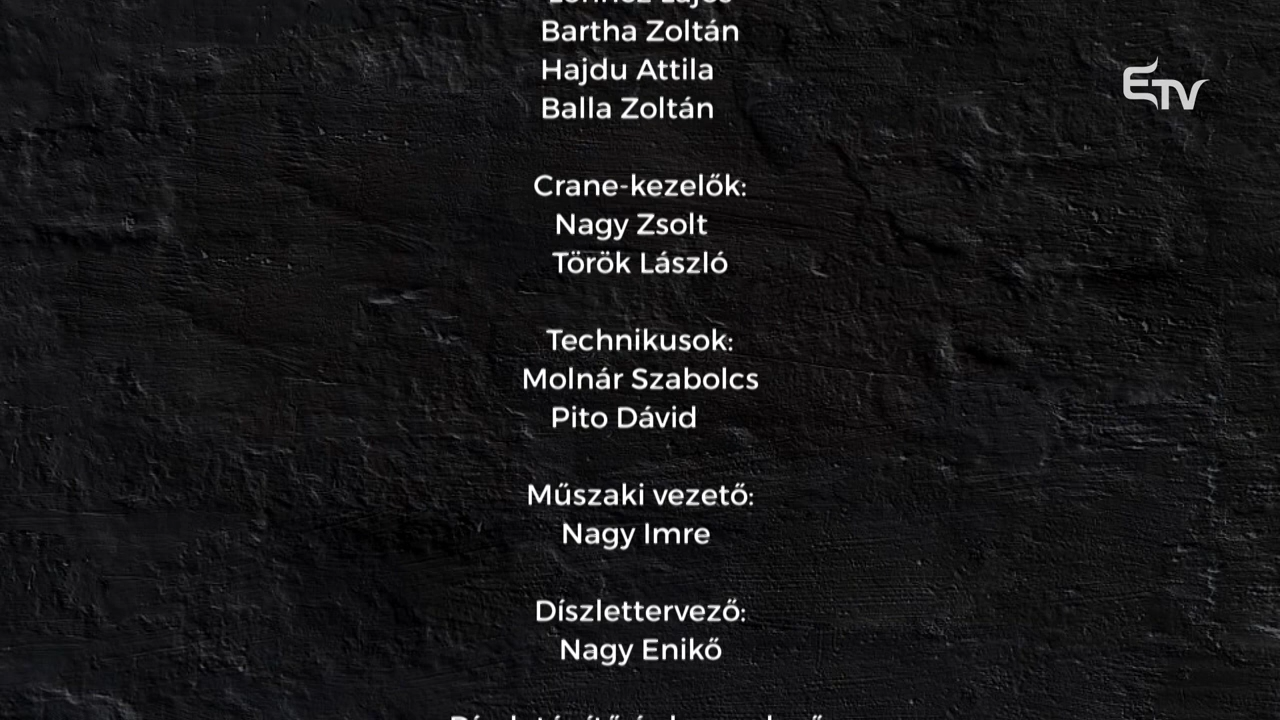 Bartha Zoltán
Hajdu Attila
Balla Zoltán
ETV
Crane-kezelők:
Nagy Zsolt
Török László
Technikusok:
Molnár Szabolcs
Pito Dávid
Műszaki vezető:
Nagy Imre
Díszlettervező:
Nagy Enikő